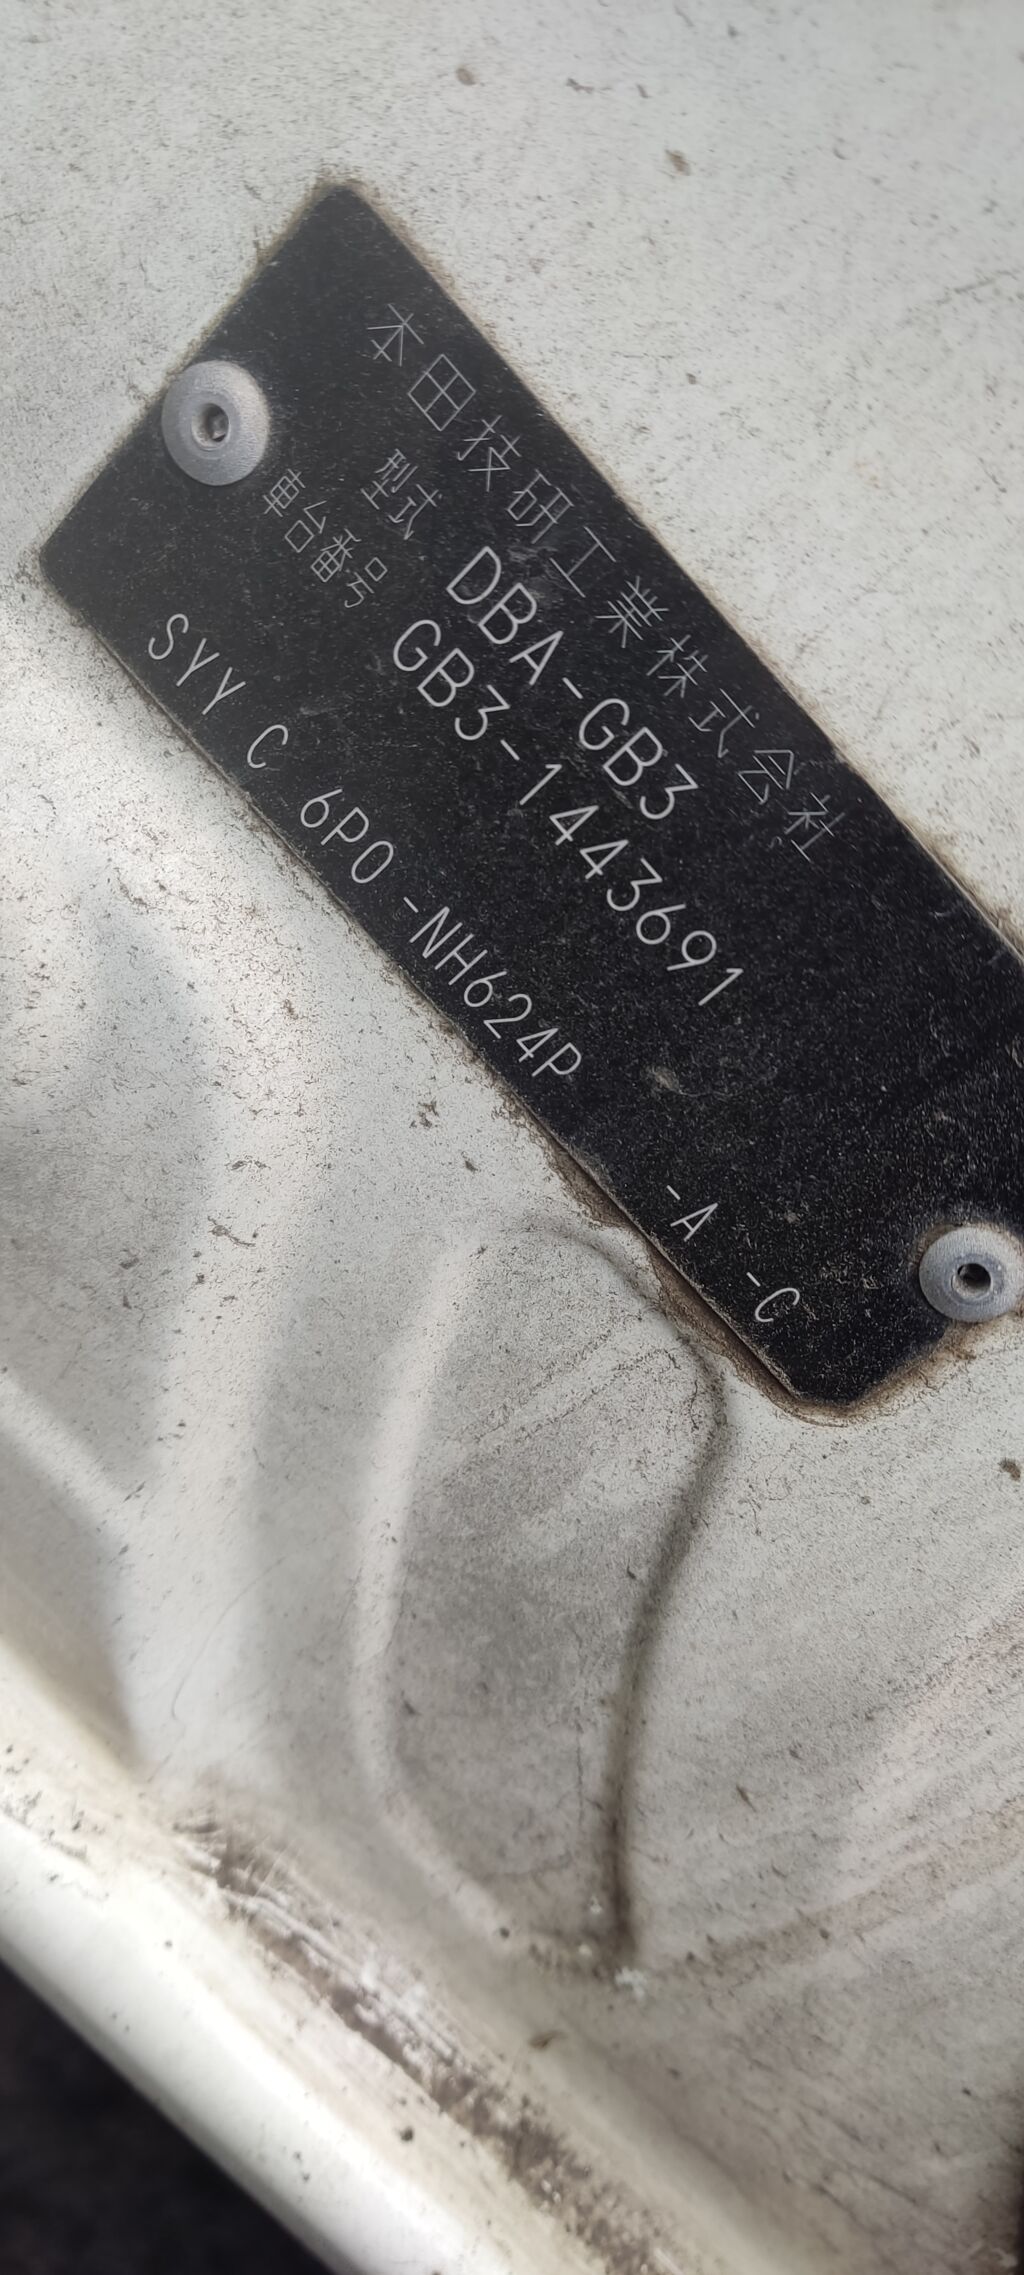 本田技研工業株式会社
型式 DBA-GB3
車台番号 GB3-1443691
SYY C 6P0 -NH624P -A -C